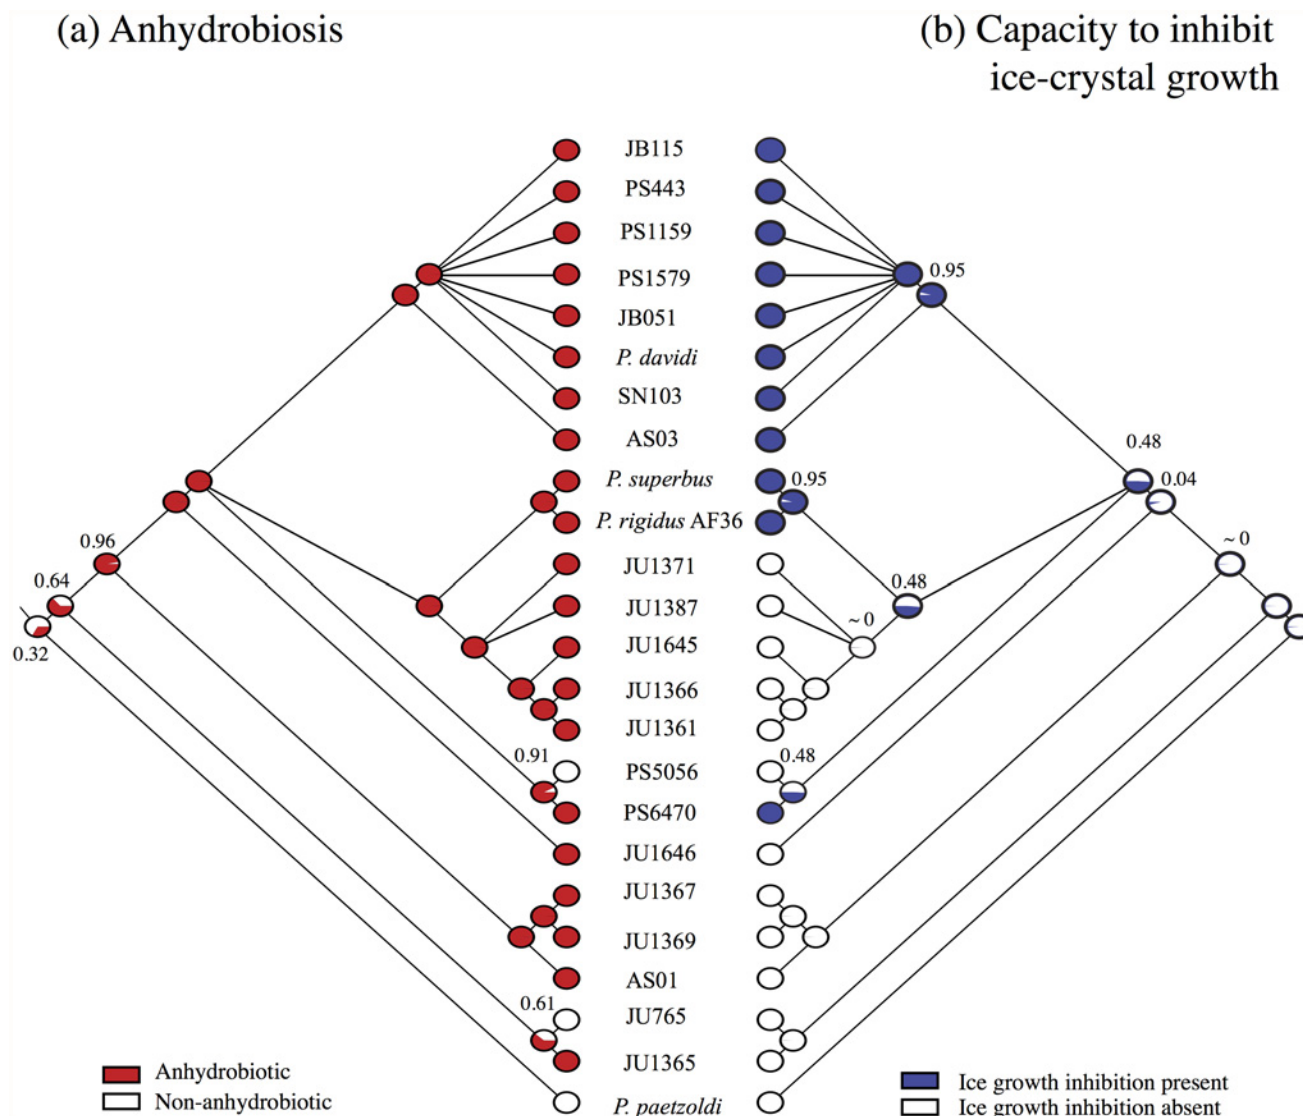 (a) Anhydrobiosis
(b) Capacity to inhibit
ice-crystal growth
JB115
PS443
PS1159
PS1579
0.95
JB051
P. davidi
SN103
AS03
0.48
P. superbus
0.95
0.04
P. rigidus AF36
0.96
JU1371
~0
0.64
JU1387
0.48
0.32
JU1645
~0
JU1366
JU1361
0.91
PS5056
0.48
PS6470
JU1646
JU1367
JU1369
AS01
0.61
JU765
JU1365
P. paetzoldi
Anhydrobiotic
Non-anhydrobiotic
Ice growth inhibition present
Ice growth inhibition absent